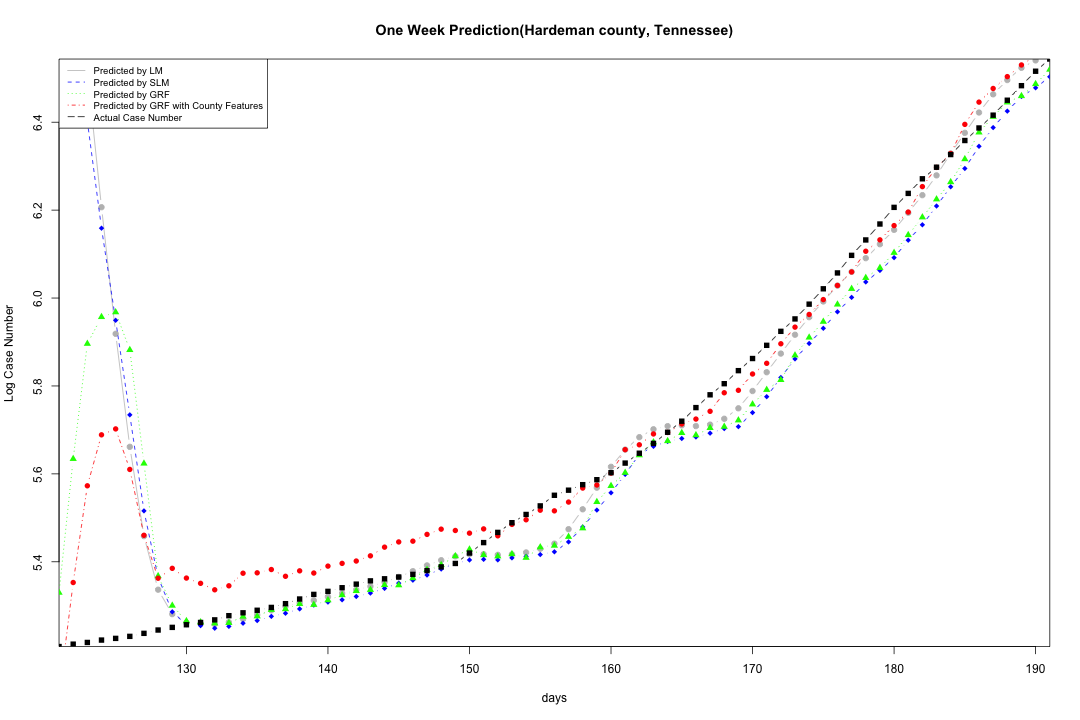 One Week Prediction(Hardeman county, Tennessee)
Predicted by LM
Predicted by SLM
Predicted by GRF
Predicted by GRF with County Features
Actual Case Number
Log Case Number
6.4
6.2
6.0
5.8
5.6
5.4
130 140 150 160 170 180 190
days